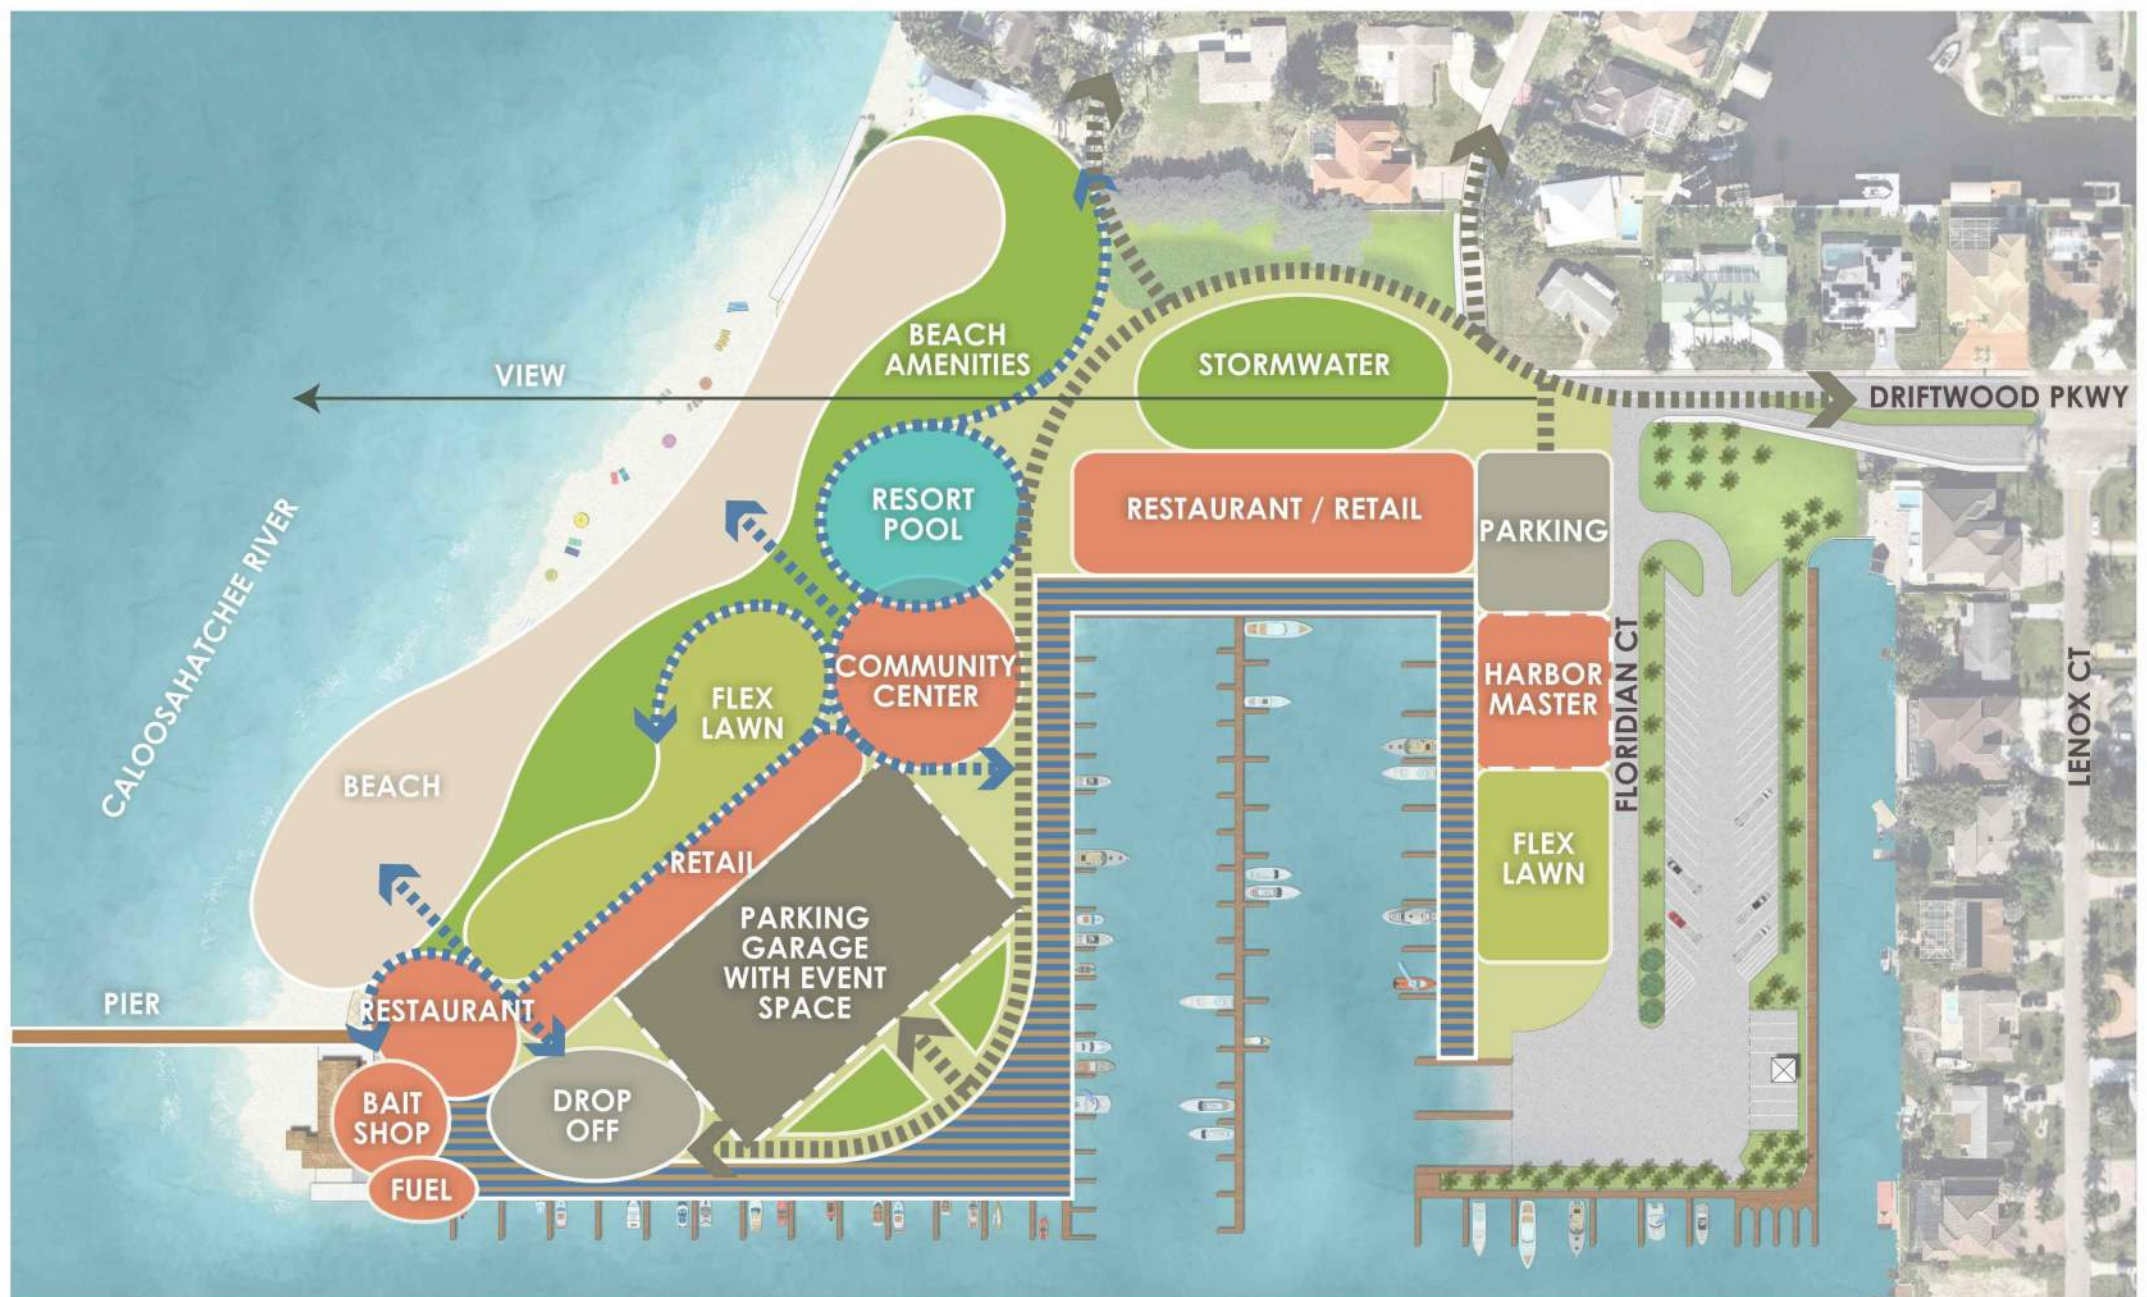 BEACH
AMENITIES
STORMWATER
VIEW
DRIFTWOOD PKWY
RESORT
POOL
RESTAURANT / RETAIL
PARKING
CALOOSAHATCHEE RIVER
COMMUNITY
CENTER
HARBOR
MASTER
FLORIDIAN CT
LENOX CT
FLEX
LAWN
BEACH
RETAIL
FLEX
LAWN
PARKING
GARAGE
WITH EVENT
SPACE
PIER
RESTAURANT
BAIT
SHOP
DROP
OFF
FUEL